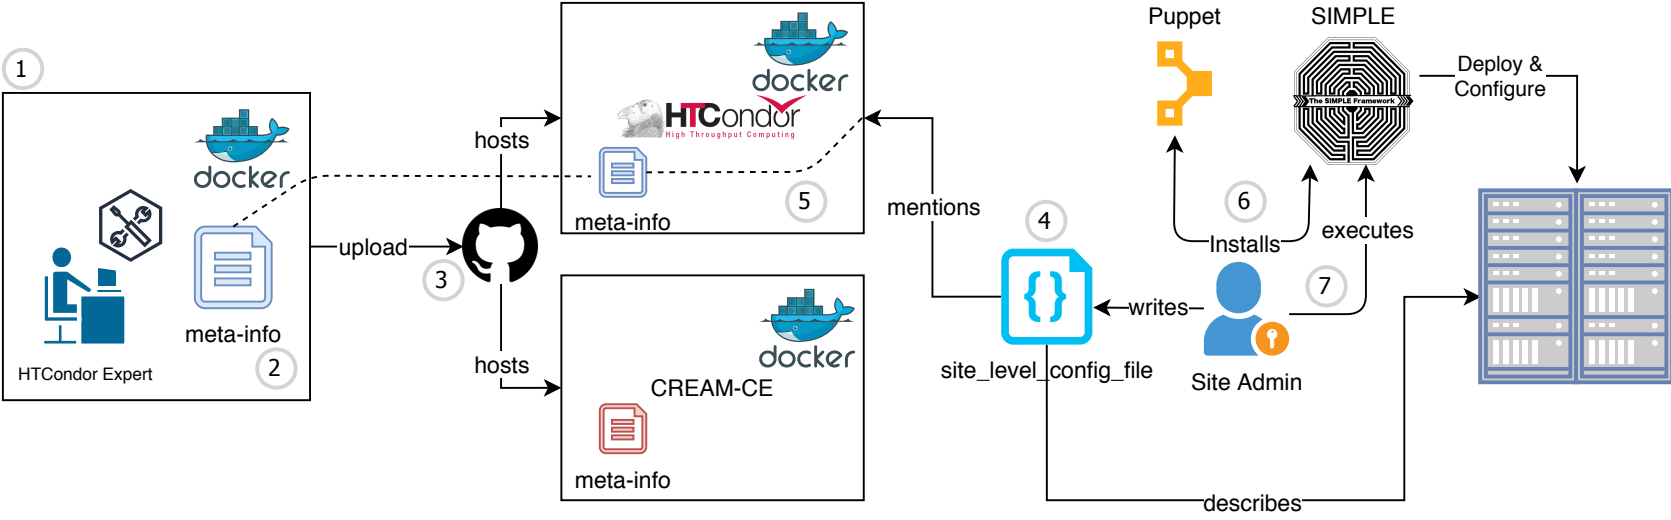 1
docker
meta-info
2
HTCondor Expert
upload
3
hosts
hosts
docker
HTCondor
High Throughput Computing
meta-info
5
docker
CREAM-CE
meta-info
mentions
4
{}
site_level_config_file
writes
describes
Puppet
SIMPLE
The SIMPLE Framework
6
Installs
executes
7
Site Admin
Deploy &
Configure